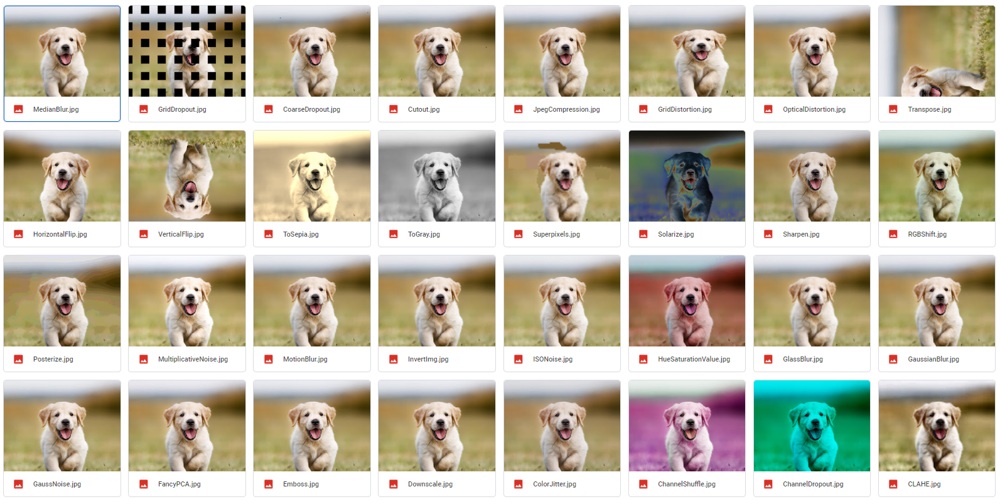 MedianBlur.jpg
GridDropout.jpg
CoarseDropout.jpg
Cutout.jpg
JpegCompression.jpg
GridDistortion.jpg
OpticalDistortion.jpg
Transpose.jpg
HorizontalFlip.jpg
VerticalFlip.jpg
ToSepia.jpg
ToGray.jpg
Superpixels.jpg
Solarize.jpg
Sharpen.jpg
RGBShift.jpg
Posterize.jpg
MultiplicativeNoise.jpg
MotionBlur.jpg
InvertImg.jpg
ISONoise.jpg
HueSaturationValue.jpg
GlassBlur.jpg
GaussianBlur.jpg
GaussNoise.jpg
FancyPCA.jpg
Emboss.jpg
Downscale.jpg
ColorJitter.jpg
ChannelShuffle.jpg
ChannelDropout.jpg
CLAHE.jpg